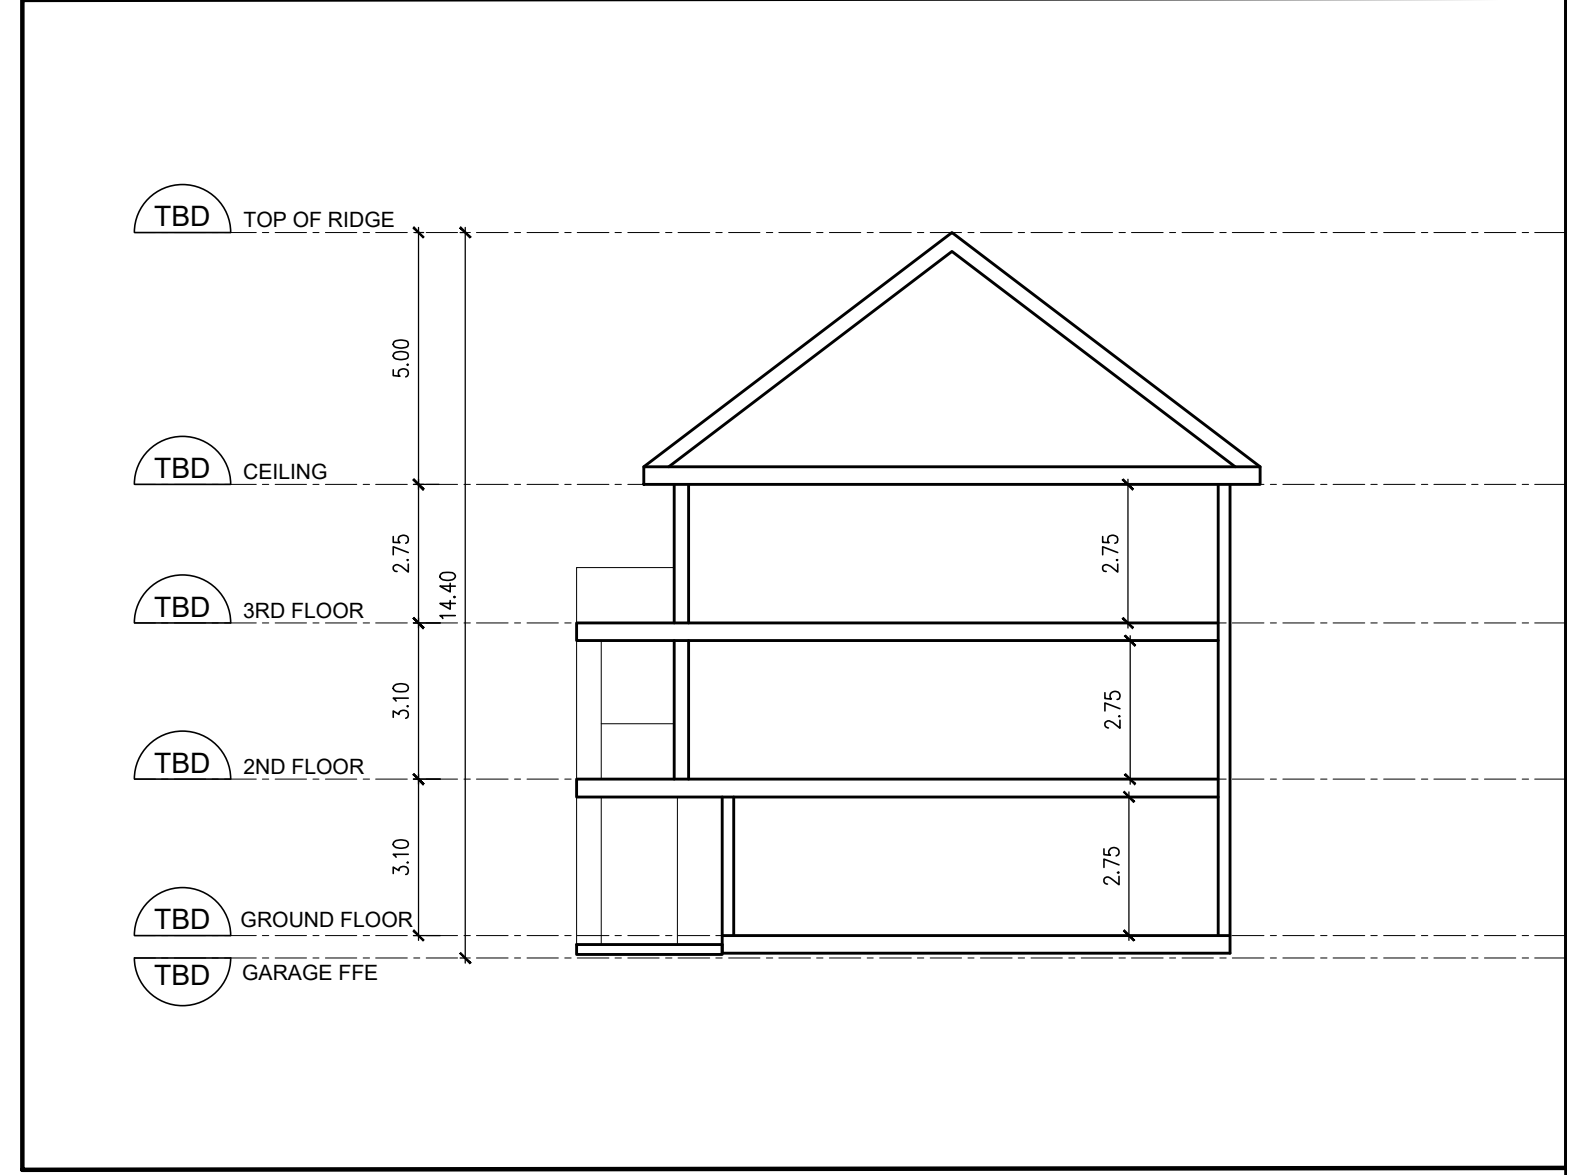 TBD TOP OF RIDGE
5.00
TBD CEILING
2.75
2.75
14.40
TBD 3RD FLOOR
3.10
2.75
TBD 2ND FLOOR
3.10
2.75
TBD GROUND FLOOR
TBD GARAGE FFE